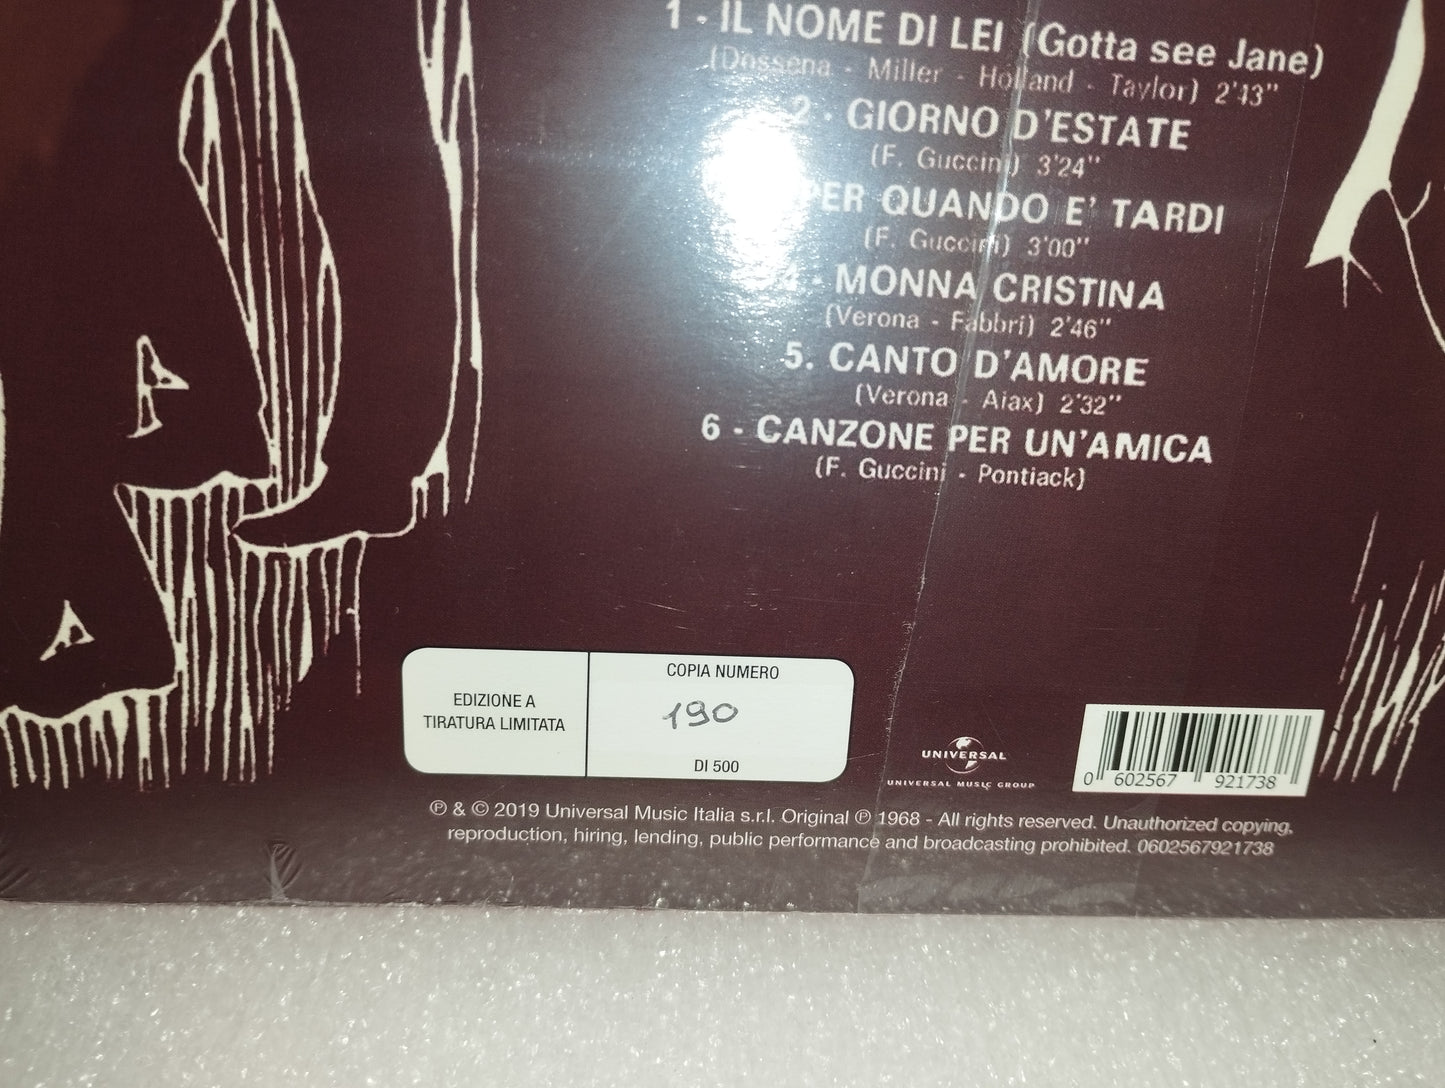 1 - IL NOME DI LEI (Gotta see Jane)
(Dossena - Miller - Holland - Taylor) 2'43"
2 - GIORNO D'ESTATE
(F. Guccini) 3'24"
PER QUANDO E' TARDI
(F. Guccini) 3'00"
4 - MONNA CRISTINA
(Verona - Fabbri) 2'46"
5. CANTO D'AMORE
(Verona - Aiax) 2'32"
6 - CANZONE PER UN'AMICA
(F. Guccini - Pontiack)
EDIZIONE A
TIRATURA LIMITATA
COPIA NUMERO
190
DI 500
UNIVERSAL
UNIVERSAL MUSIC GROUP
0 602567 921738
℗ & © 2019 Universal Music Italia s.r.l. Original ℗ 1968 - All rights reserved. Unauthorized copying,
reproduction, hiring, lending, public performance and broadcasting prohibited. 0602567921738